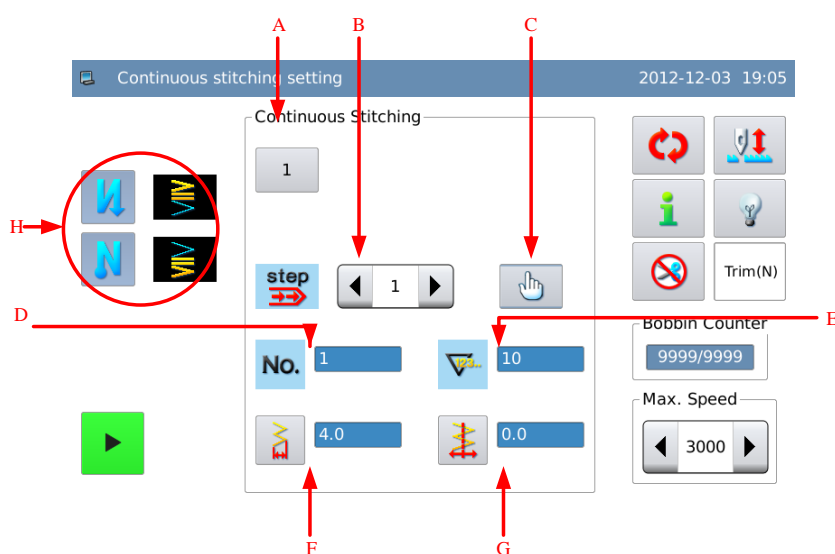 A B C
Continuous stitching setting 2012-12-03 19:05
Continuous Stitching
1
H
step 1
Trim(N)
D E
Bobbin Counter
No. 1 123.. 10 9999/9999
Max. Speed
4.0 0.0 3000
F G